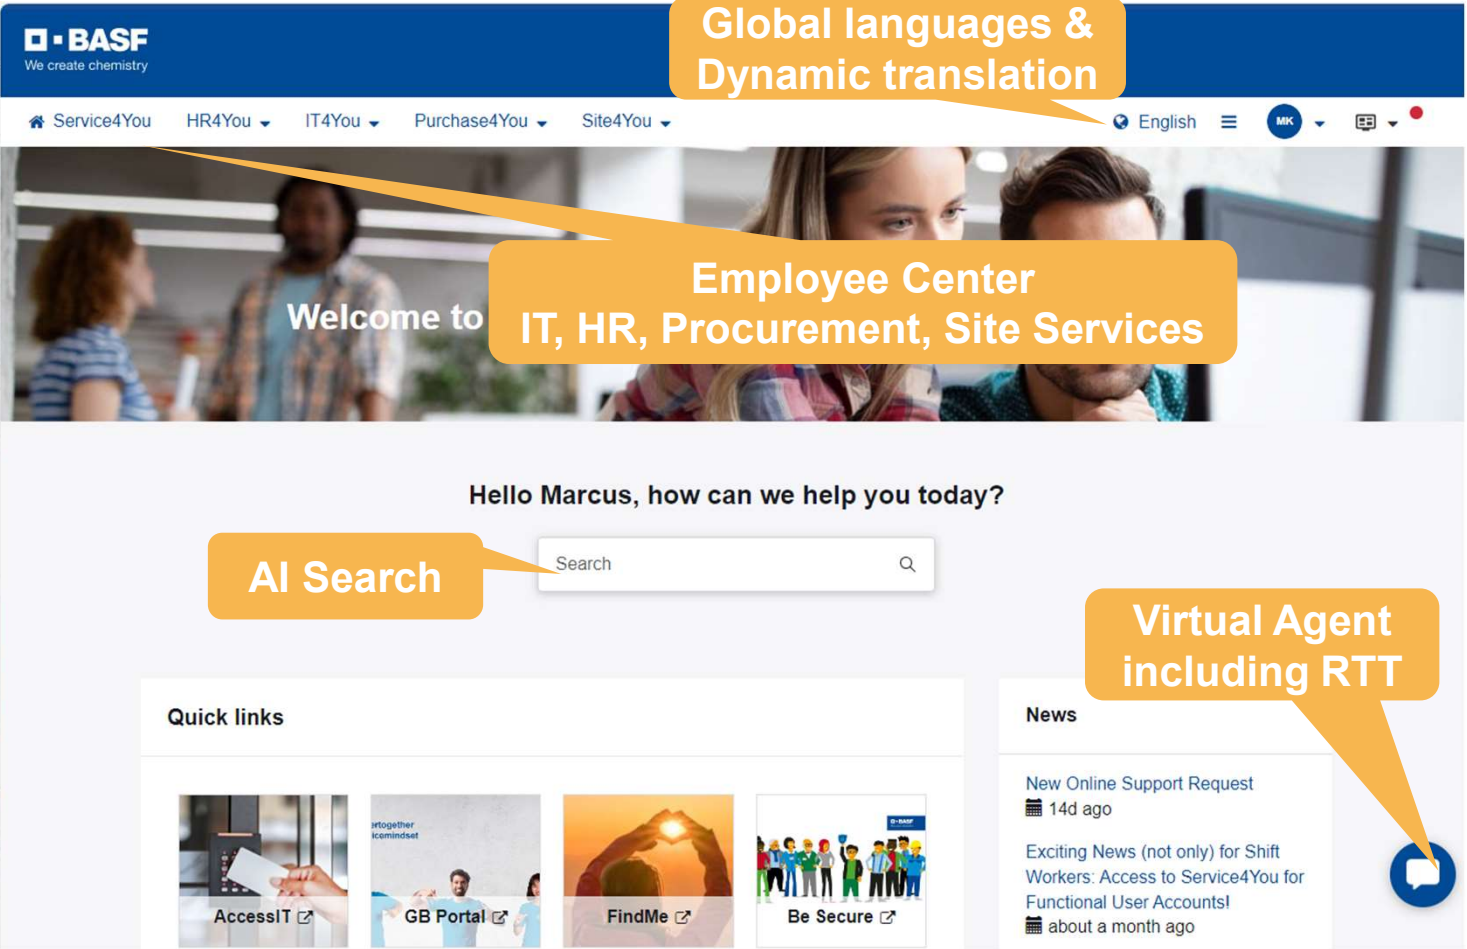 Global languages &
Dynamic translation
BASF
We create chemistry
Service4You HR4You IT4You Purchase4You Site4You English MK
Welcome to
Employee Center
IT, HR, Procurement, Site Services
Hello Marcus, how can we help you today?
AI Search
Search
Virtual Agent
including RTT
Quick links
News
New Online Support Request
14d ago
Exciting News (not only) for Shift
Workers: Access to Service4You for
Functional User Accounts!
about a month ago
ertogether
icemindset
BASF
AccessIT
GB Portal
FindMe
Be Secure